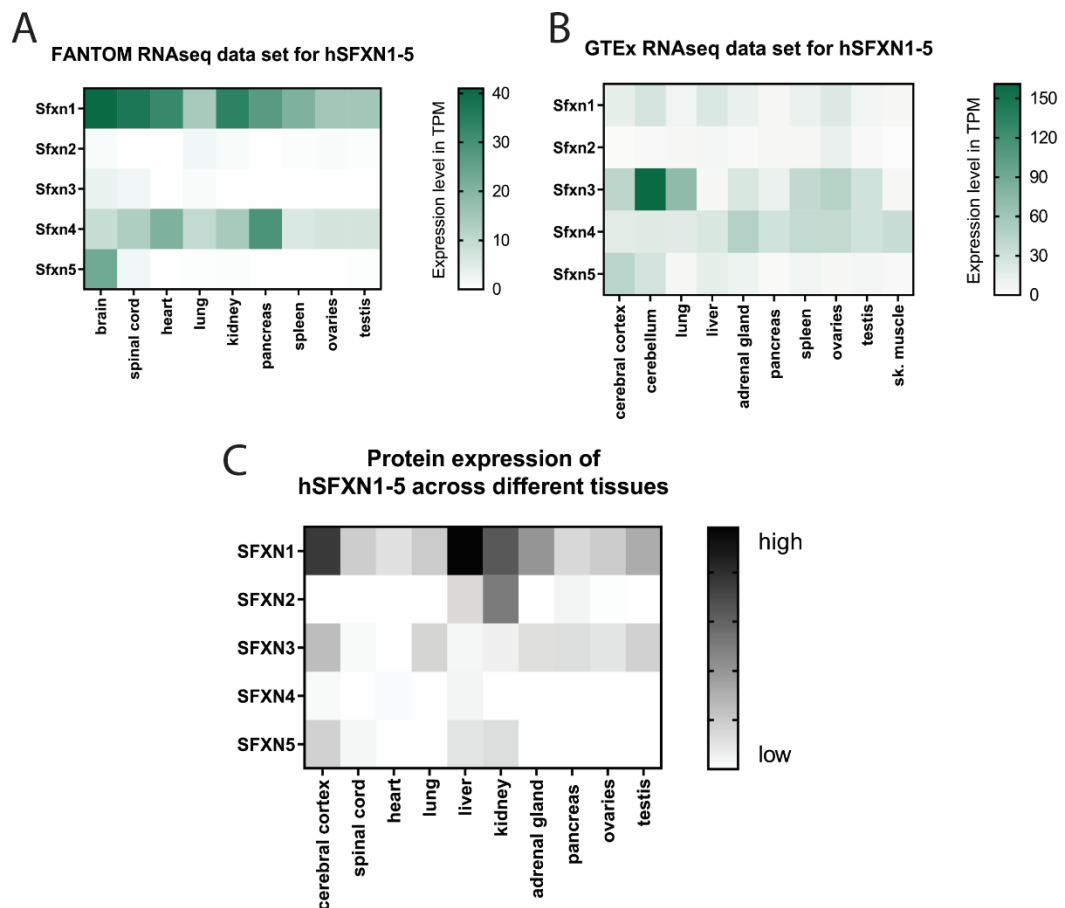 A
FANTOM RNAseq data set for hSFXN1-5
Sfxn1
Sfxn2
Sfxn3
Sfxn4
Sfxn5
brain
spinal cord
heart
lung
kidney
pancreas
spleen
ovaries
testis
Expression level in TPM
40
30
20
10
0
B
GTEx RNAseq data set for hSFXN1-5
Sfxn1
Sfxn2
Sfxn3
Sfxn4
Sfxn5
cerebral cortex
cerebellum
lung
liver
adrenal gland
pancreas
spleen
ovaries
testis
sk. muscle
Expression level in TPM
150
120
90
60
30
0
C
Protein expression of
hSFXN1-5 across different tissues
SFXN1
SFXN2
SFXN3
SFXN4
SFXN5
cerebral cortex
spinal cord
heart
lung
liver
kidney
adrenal gland
pancreas
ovaries
testis
high
low